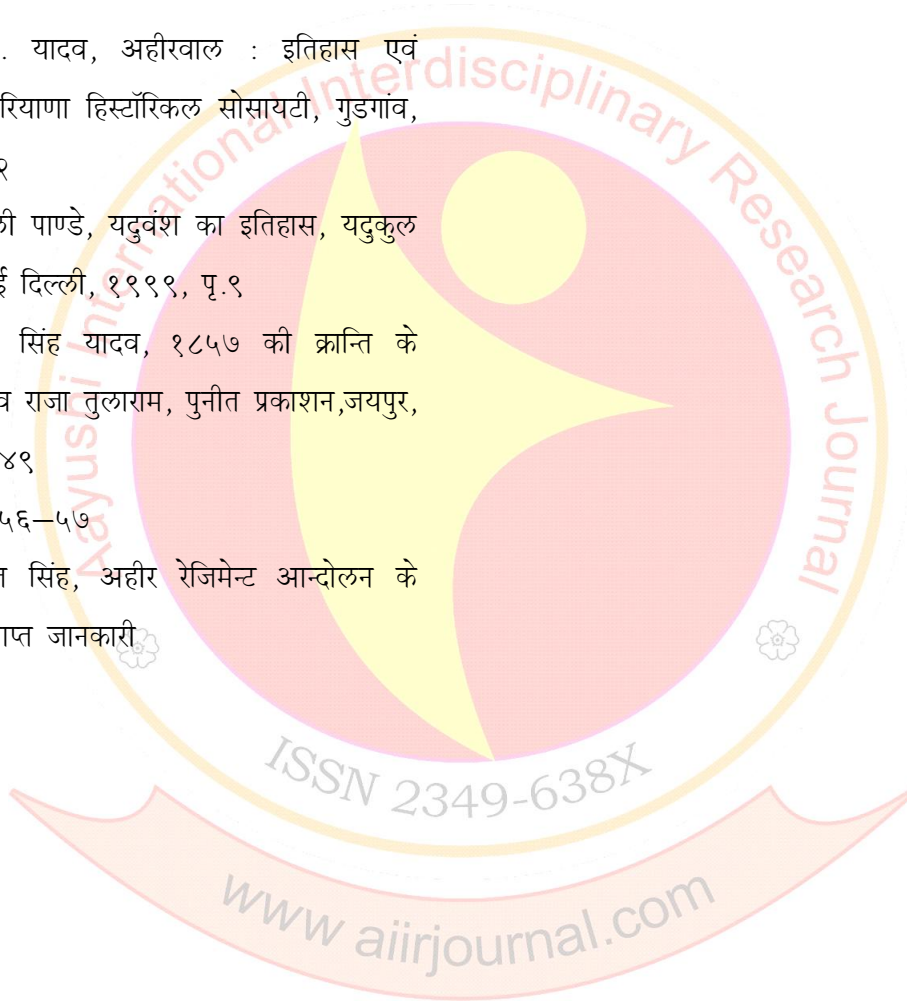 . यादव, अहीरवाल : इतिहास एवं
रियाणा हिस्टॉरिकल सोसायटी, गुडगांव,
२
ली पाण्डे, यदुवंश का इतिहास, यदुकुल
ई दिल्ली, १९९९, पृ.९
सिंह यादव, १८५७ की क्रान्ति के
व राजा तुलाराम, पुनीत प्रकाशन,जयपुर,
४९
५६–५७
त सिंह, अहीर रेजिमेन्ट आन्दोलन के
ाप्त जानकारी
Aayushi International Interdisciplinary Research Journal
ISSN 2349-638X
www aiirjournal.com